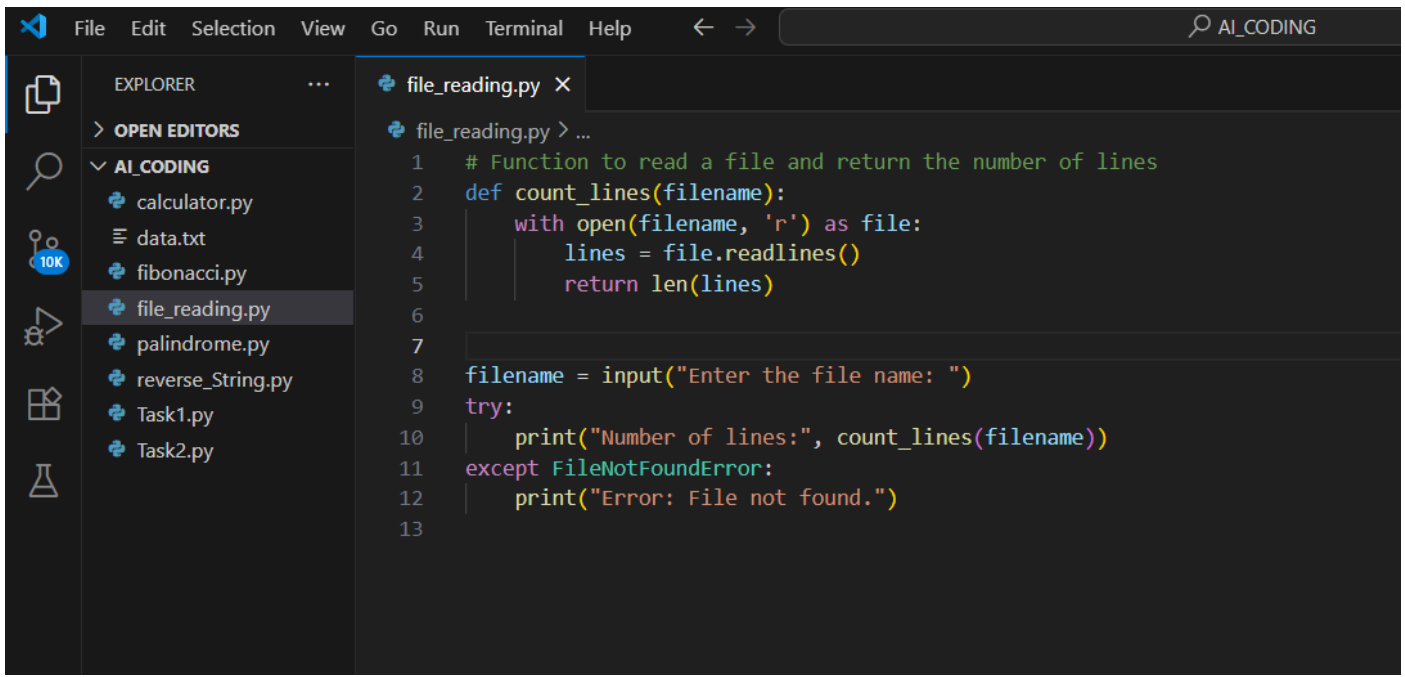 File Edit Selection View Go Run Terminal Help AI_CODING
EXPLORER ...
OPEN EDITORS
AI_CODING
calculator.py
data.txt
fibonacci.py
file_reading.py
palindrome.py
reverse_String.py
Task1.py
Task2.py
10K
file_reading.py
file_reading.py > ...
1 # Function to read a file and return the number of lines
2 def count_lines(filename):
3     with open(filename, 'r') as file:
4         lines = file.readlines()
5         return len(lines)
6
7
8 filename = input("Enter the file name: ")
9 try:
10     print("Number of lines:", count_lines(filename))
11 except FileNotFoundError:
12     print("Error: File not found.")
13